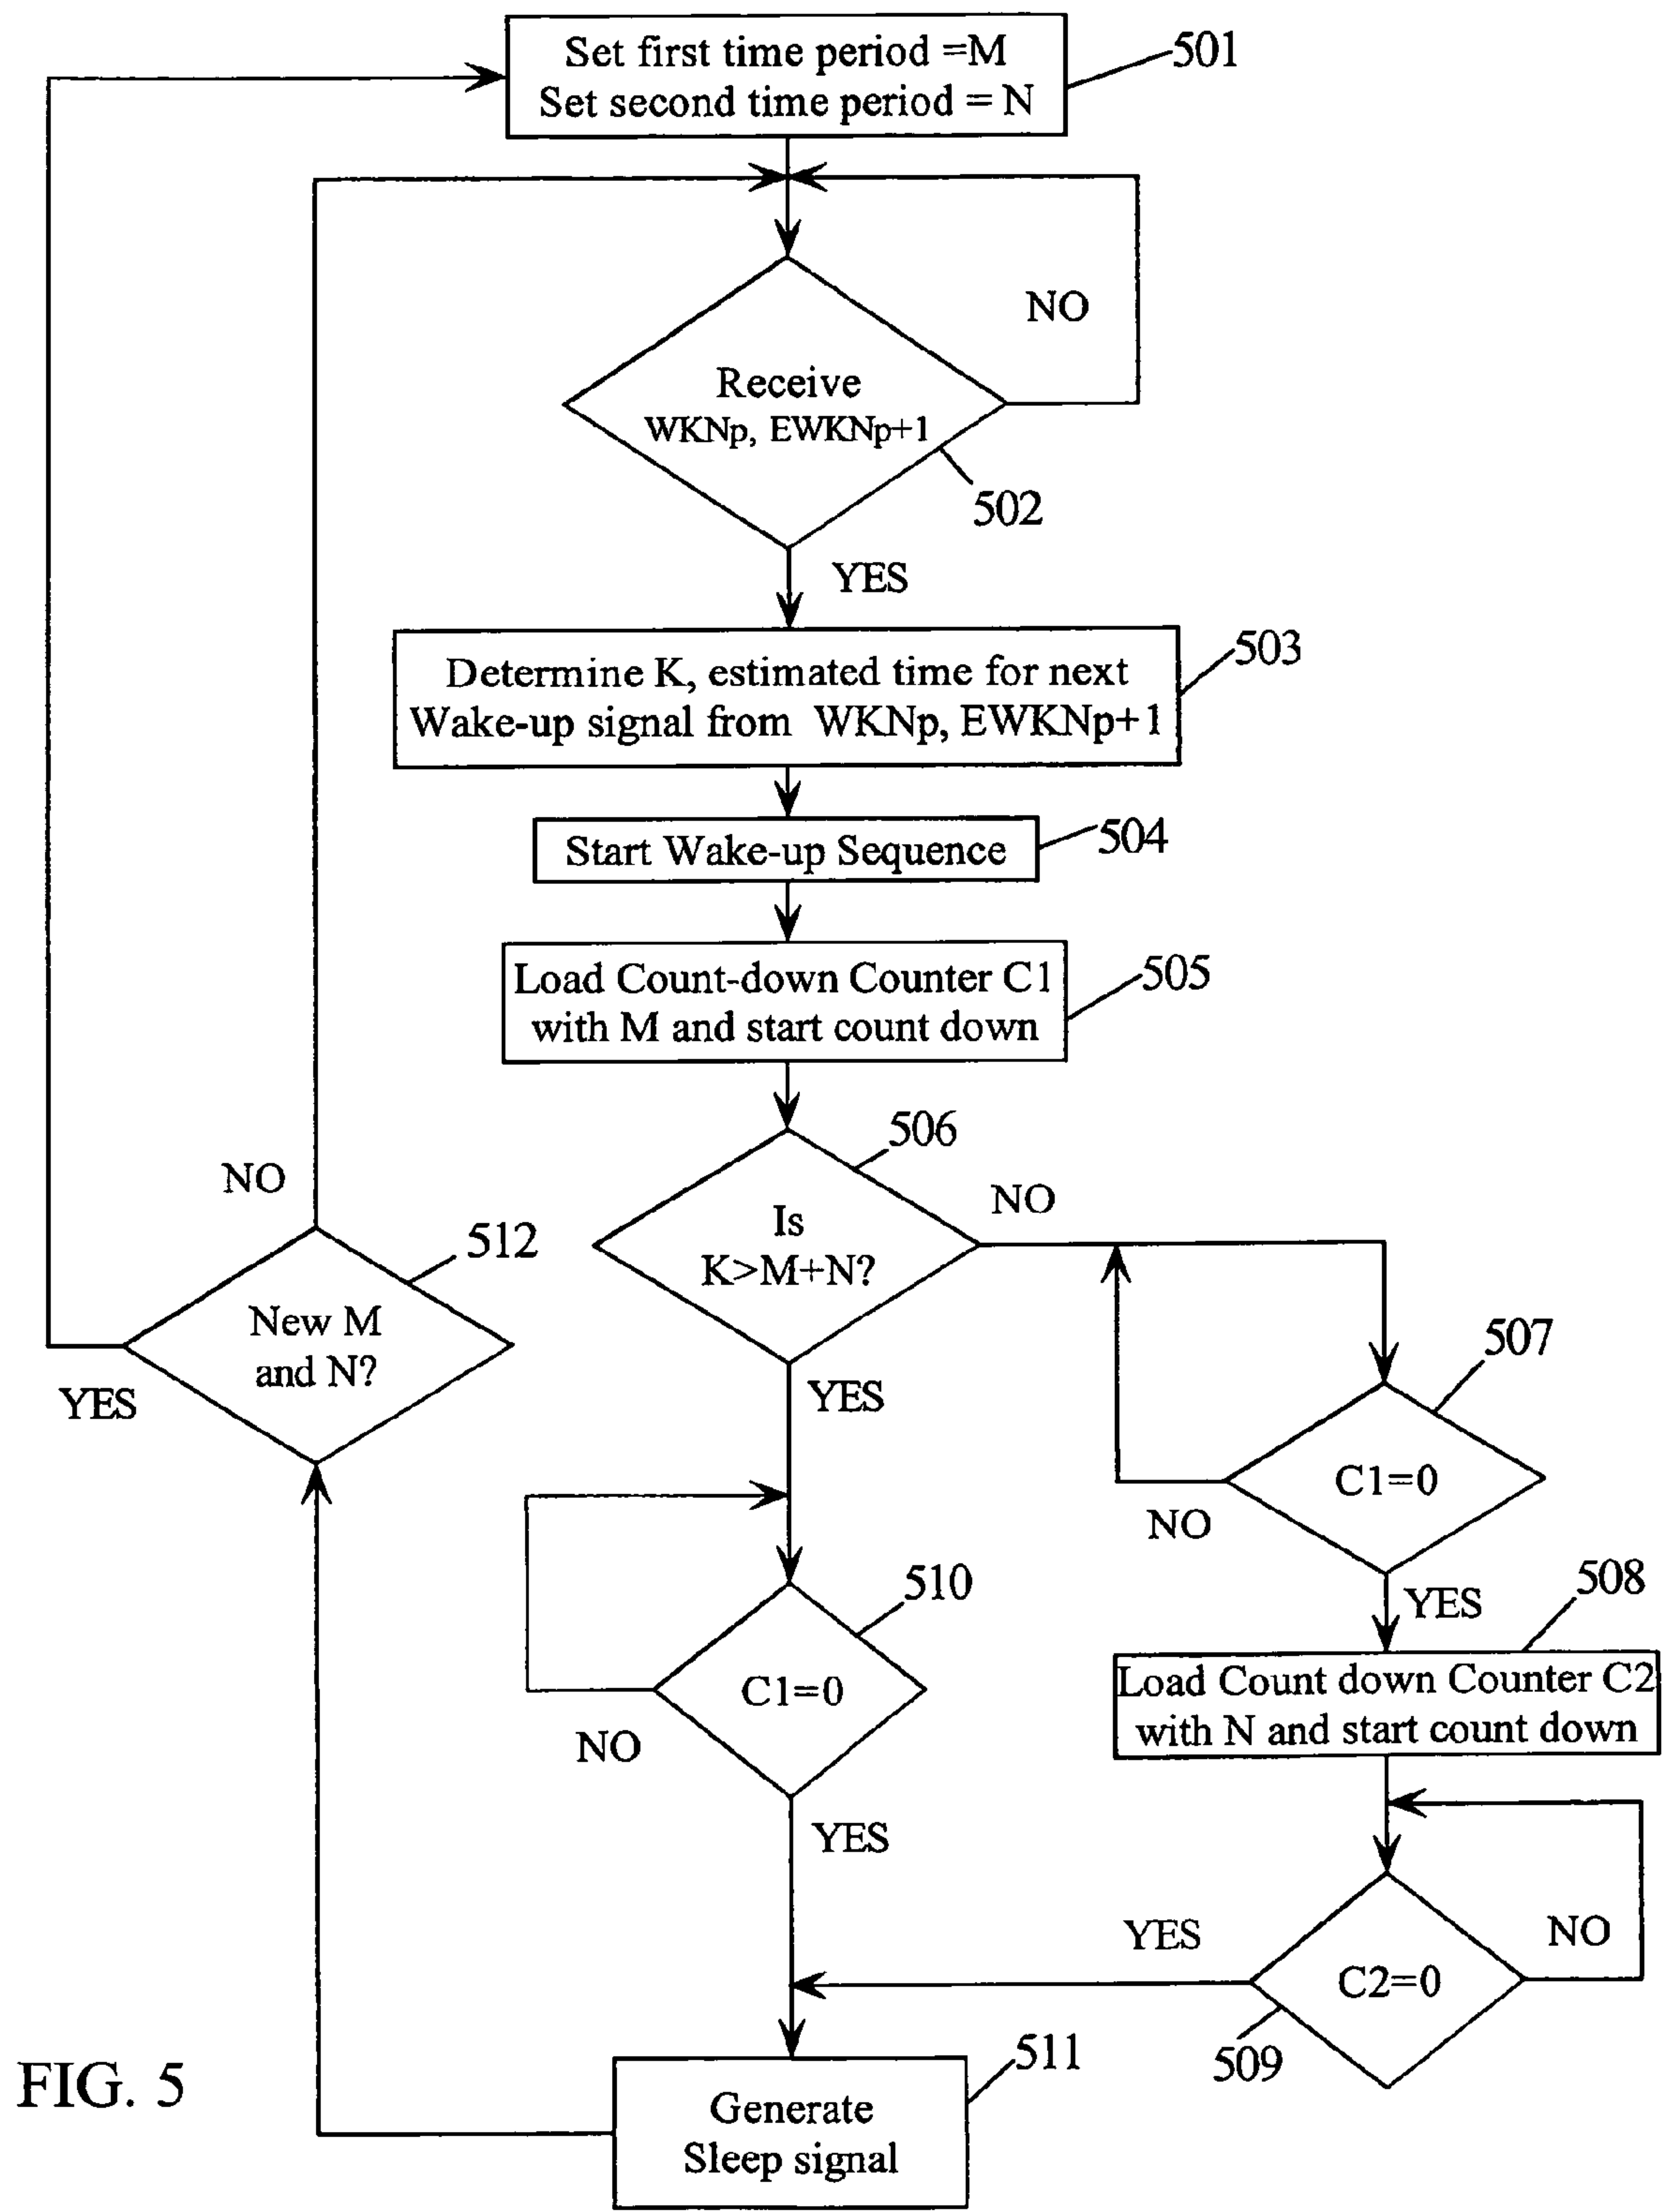 Set first time period =M
Set second time period = N
501
NO
Receive
WKNp, EWKNp+1
502
YES
Determine K, estimated time for next
Wake-up signal from WKNp, EWKNp+1
503
Start Wake-up Sequence
504
Load Count-down Counter C1
with M and start count down
505
506
Is
K>M+N?
NO
YES
NO
512
New M
and N?
YES
507
C1=0
NO
YES
510
C1=0
NO
YES
508
Load Count down Counter C2
with N and start count down
C2=0
NO
YES
509
511
Generate
Sleep signal
FIG. 5